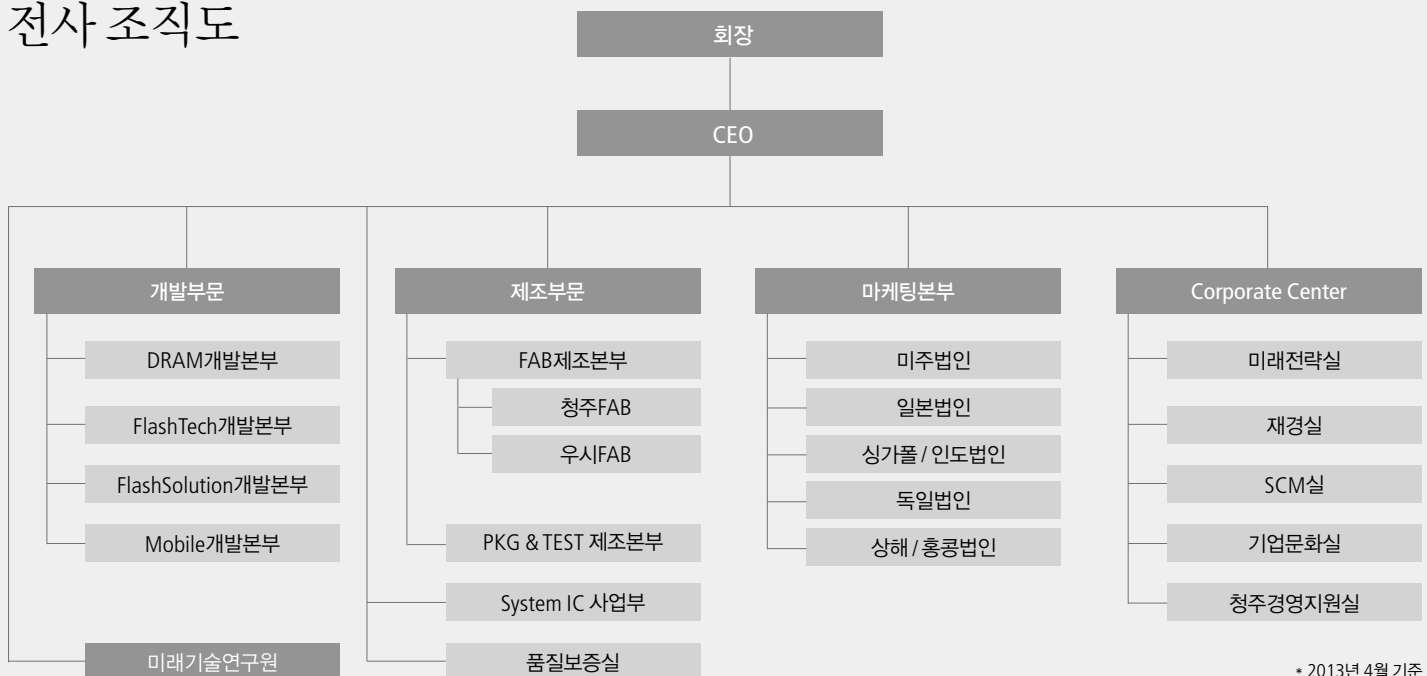 전사 조직도
회장
CEO
개발부문
DRAM개발본부
FlashTech개발본부
FlashSolution개발본부
Mobile개발본부
미래기술연구원
제조부문
FAB제조본부
청주FAB
우시FAB
PKG & TEST 제조본부
System IC 사업부
품질보증실
마케팅본부
미주법인
일본법인
싱가폴 / 인도법인
독일법인
상해 / 홍콩법인
Corporate Center
미래전략실
재경실
SCM실
기업문화실
청주경영지원실
* 2013년 4월 기준